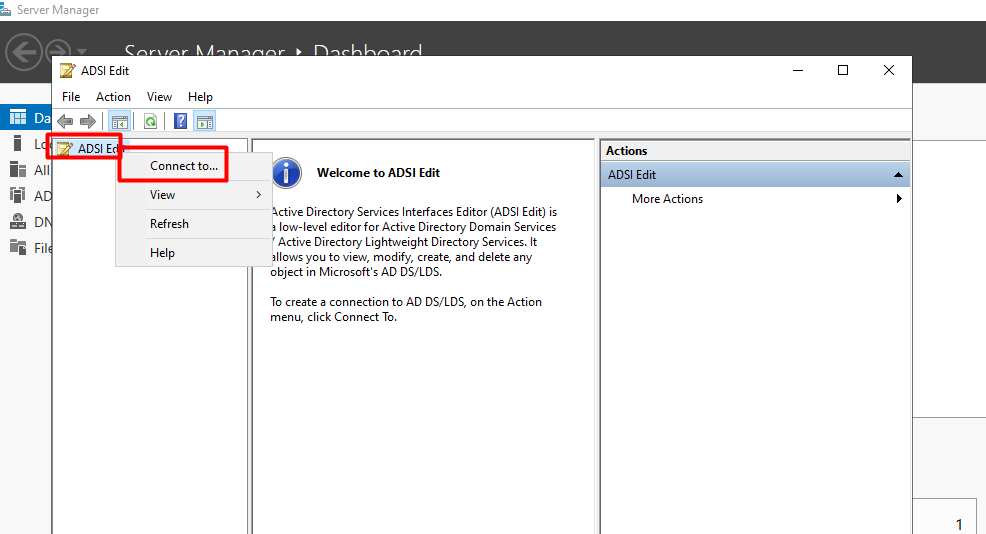 Server Manager
Server Manager ‣ Dashboard
ADSI Edit
File Action View Help
Da
Lo
All
AD
DN
File
ADSI Edit
Connect to...
View
Refresh
Help
Welcome to ADSI Edit
Active Directory Services Interfaces Editor (ADSI Edit) is
a low-level editor for Active Directory Domain Services
/ Active Directory Lightweight Directory Services. It
allows you to view, modify, create, and delete any
object in Microsoft's AD DS/LDS.
To create a connection to AD DS/LDS, on the Action
menu, click Connect To.
Actions
ADSI Edit
More Actions
1